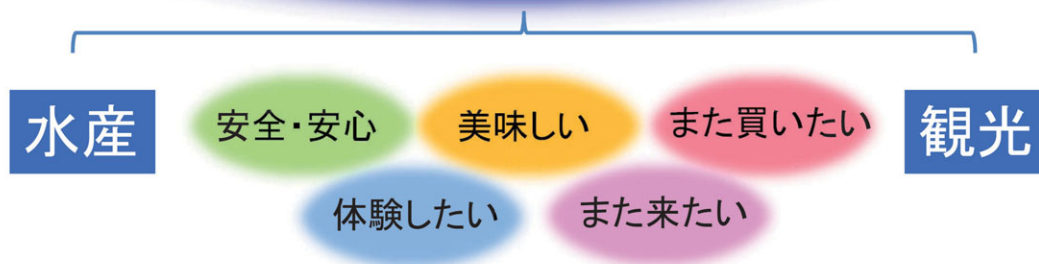 水産
安全・安心
美味しい
また買いたい
観光
体験したい
また来たい